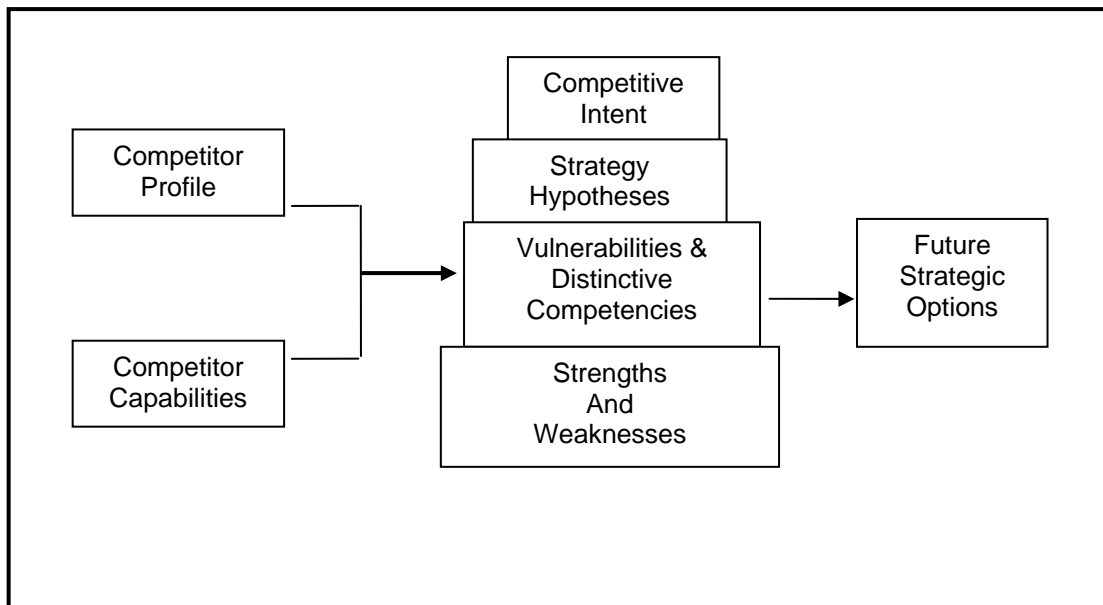 Competitor
Profile
Competitor
Capabilities
Competitive
Intent
Strategy
Hypotheses
Vulnerabilities &
Distinctive
Competencies
Strengths
And
Weaknesses
Future
Strategic
Options